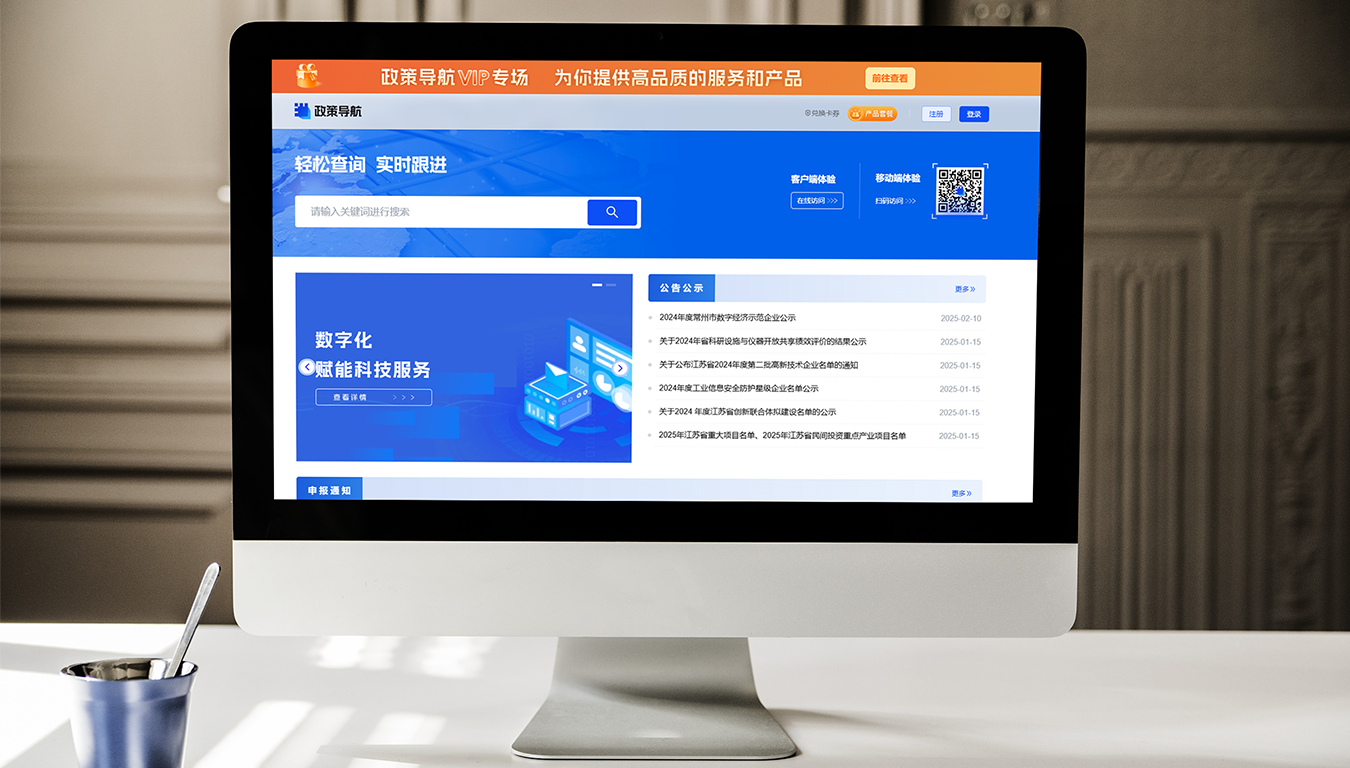 政策导航VIP专场 为你提供高品质的服务和产品 前往查看
政策导航
兑换卡券 产品套餐 注册 登录
轻松查询 实时跟进
请输入关键词进行搜索
客户端体验
在线访问 >>>
移动端体验
扫码访问 >>>
数字化
赋能科技服务
查看详情 > > >
公告公示 更多»
2024年度常州市数字经济示范企业公示 2025-02-10
关于2024年省科研设施与仪器开放共享绩效评价的结果公示 2025-01-15
关于公布江苏省2024年度第二批高新技术企业名单的通知 2025-01-15
2024年度工业信息安全防护星级企业名单公示 2025-01-15
关于2024 年度江苏省创新联合体拟建设名单的公示 2025-01-15
2025年江苏省重大项目名单、2025年江苏省民间投资重点产业项目名单 2025-01-15
申报通知 更多»